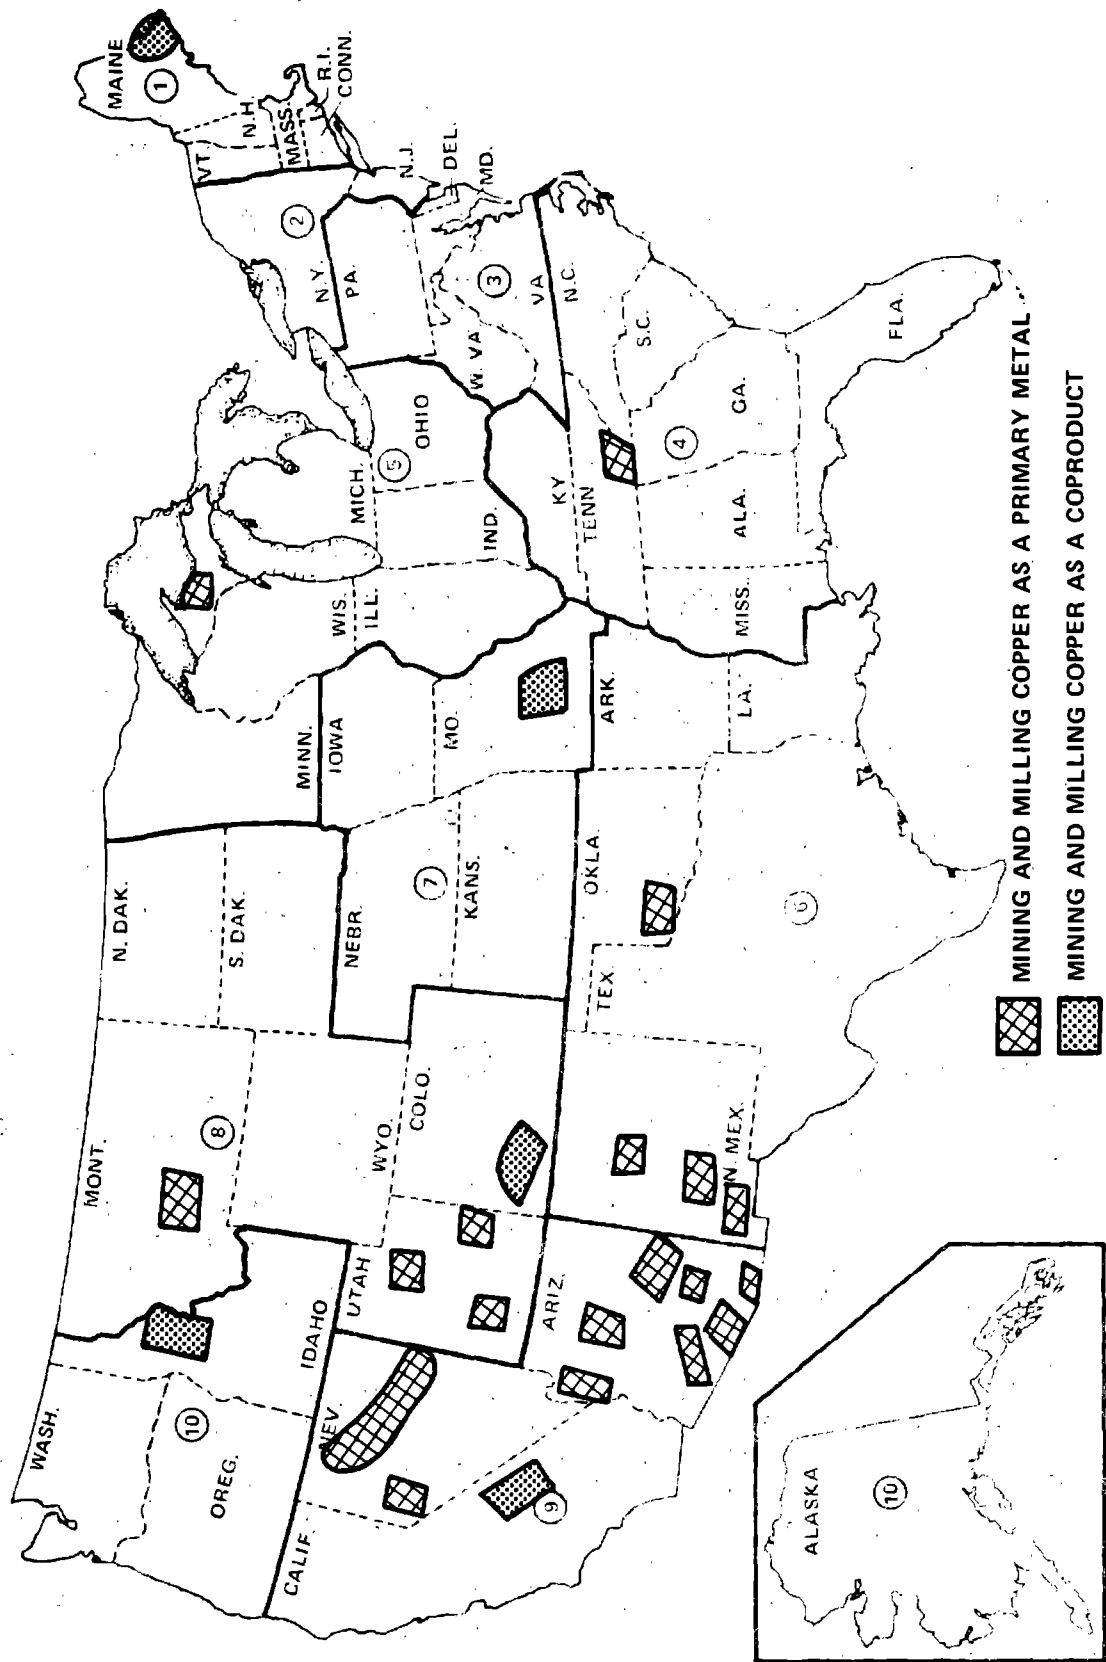 WASH.
MONT.
N. DAK.
MINN.
MAINE
1
VT.
N.H.
MASS.
R.I.
CONN.
10
OREG.
IDAHO
8
S. DAK.
WIS.
MICH.
N.Y.
2
WYO.
NEBR.
IOWA
ILL.
IND.
OHIO
5
PA.
N.J.
DEL.
MD.
CALIF.
NEV.
UTAH
COLO.
7
KANS.
MO.
KY
W. VA
3
VA
9
ARIZ.
N. MEX.
OKLA.
TEX.
ARK.
TENN
N.C.
S.C.
4
6
LA.
MISS.
ALA.
GA.
FLA.
ALASKA
10
MINING AND MILLING COPPER AS A PRIMARY METAL
MINING AND MILLING COPPER AS A COPRODUCT